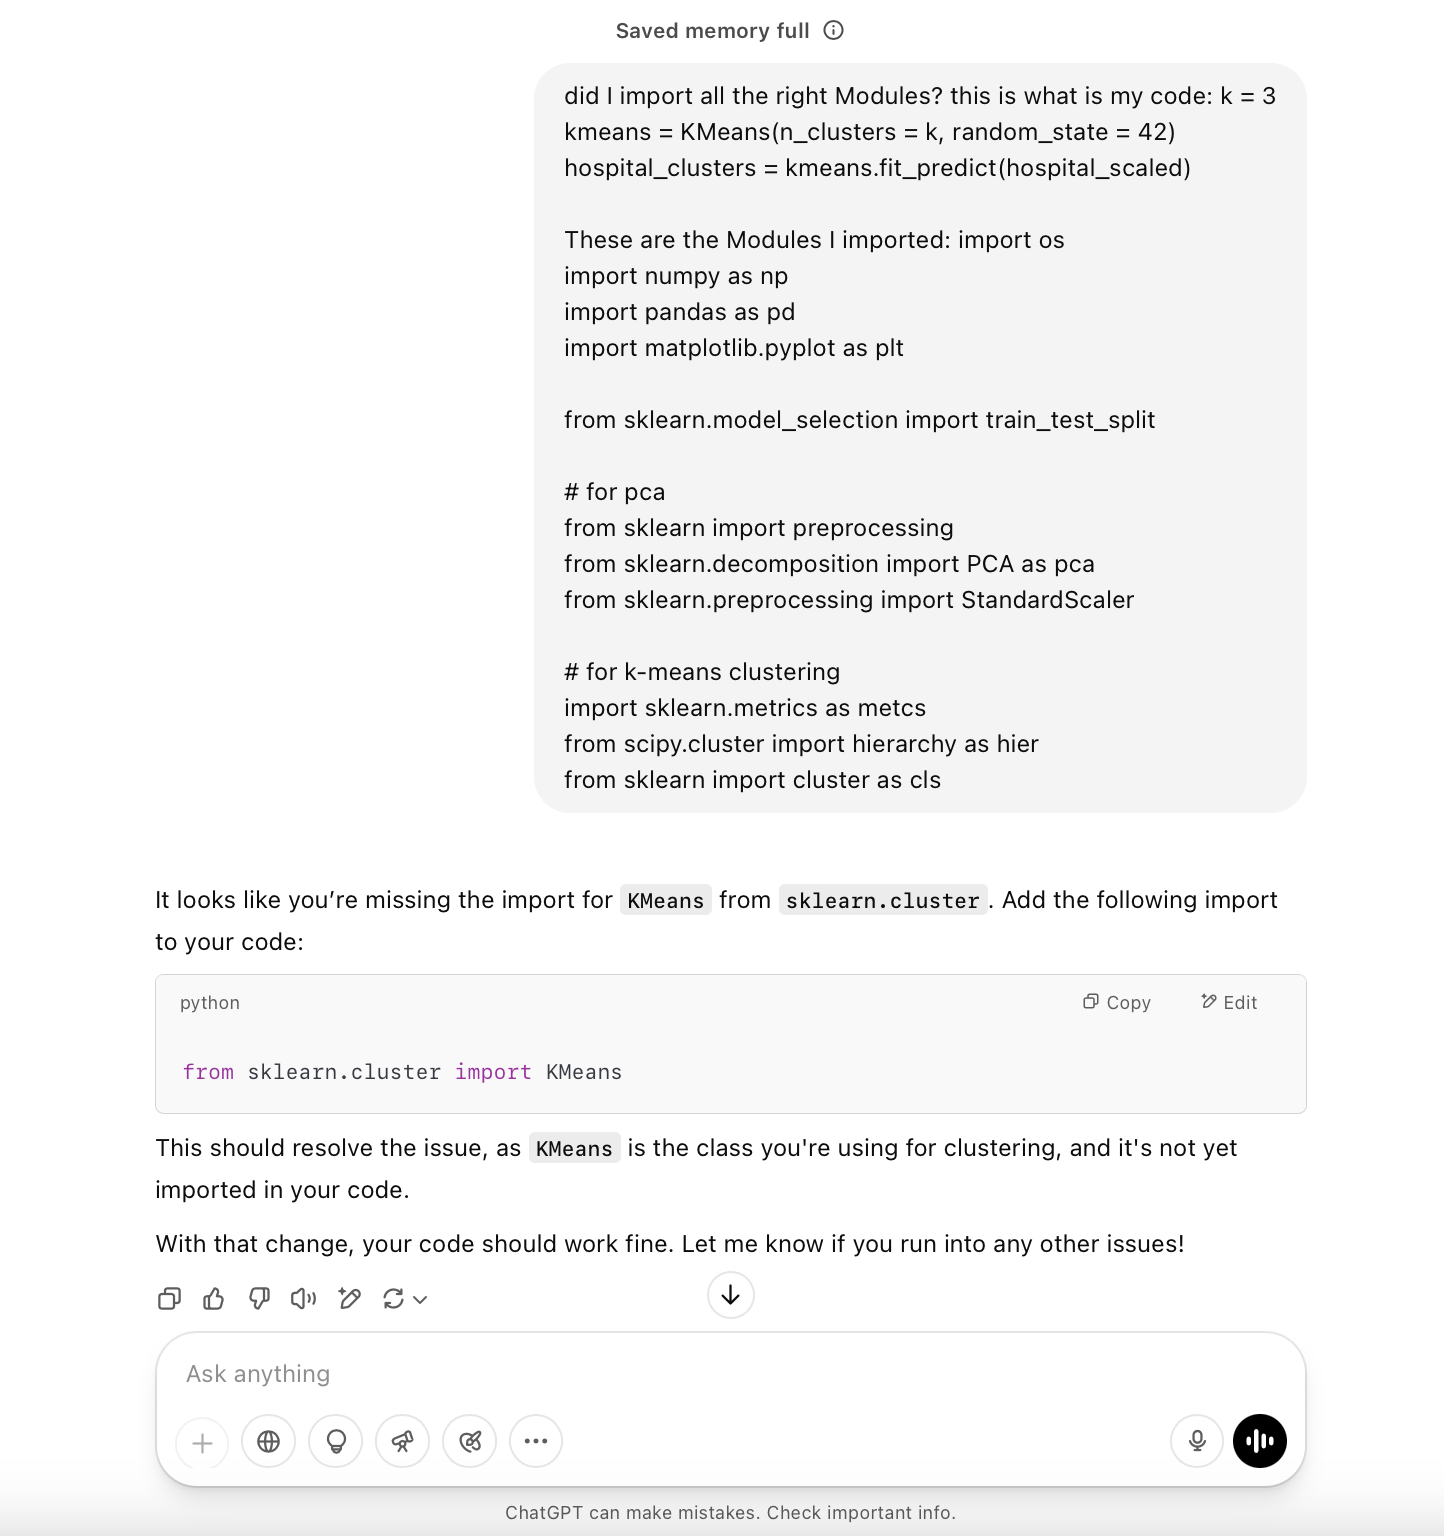 Saved memory full
did I import all the right Modules? this is what is my code: k = 3
kmeans = KMeans(n_clusters = k, random_state = 42)
hospital_clusters = kmeans.fit_predict(hospital_scaled)
These are the Modules I imported: import os
import numpy as np
import pandas as pd
import matplotlib.pyplot as plt
from sklearn.model_selection import train_test_split
# for pca
from sklearn import preprocessing
from sklearn.decomposition import PCA as pca
from sklearn.preprocessing import StandardScaler
# for k-means clustering
import sklearn.metrics as metcs
from scipy.cluster import hierarchy as hier
from sklearn import cluster as cls
It looks like you’re missing the import for KMeans from sklearn.cluster. Add the following import
to your code:
python Copy Edit
from sklearn.cluster import KMeans
This should resolve the issue, as KMeans is the class you're using for clustering, and it's not yet
imported in your code.
With that change, your code should work fine. Let me know if you run into any other issues!
Ask anything
ChatGPT can make mistakes. Check important info.